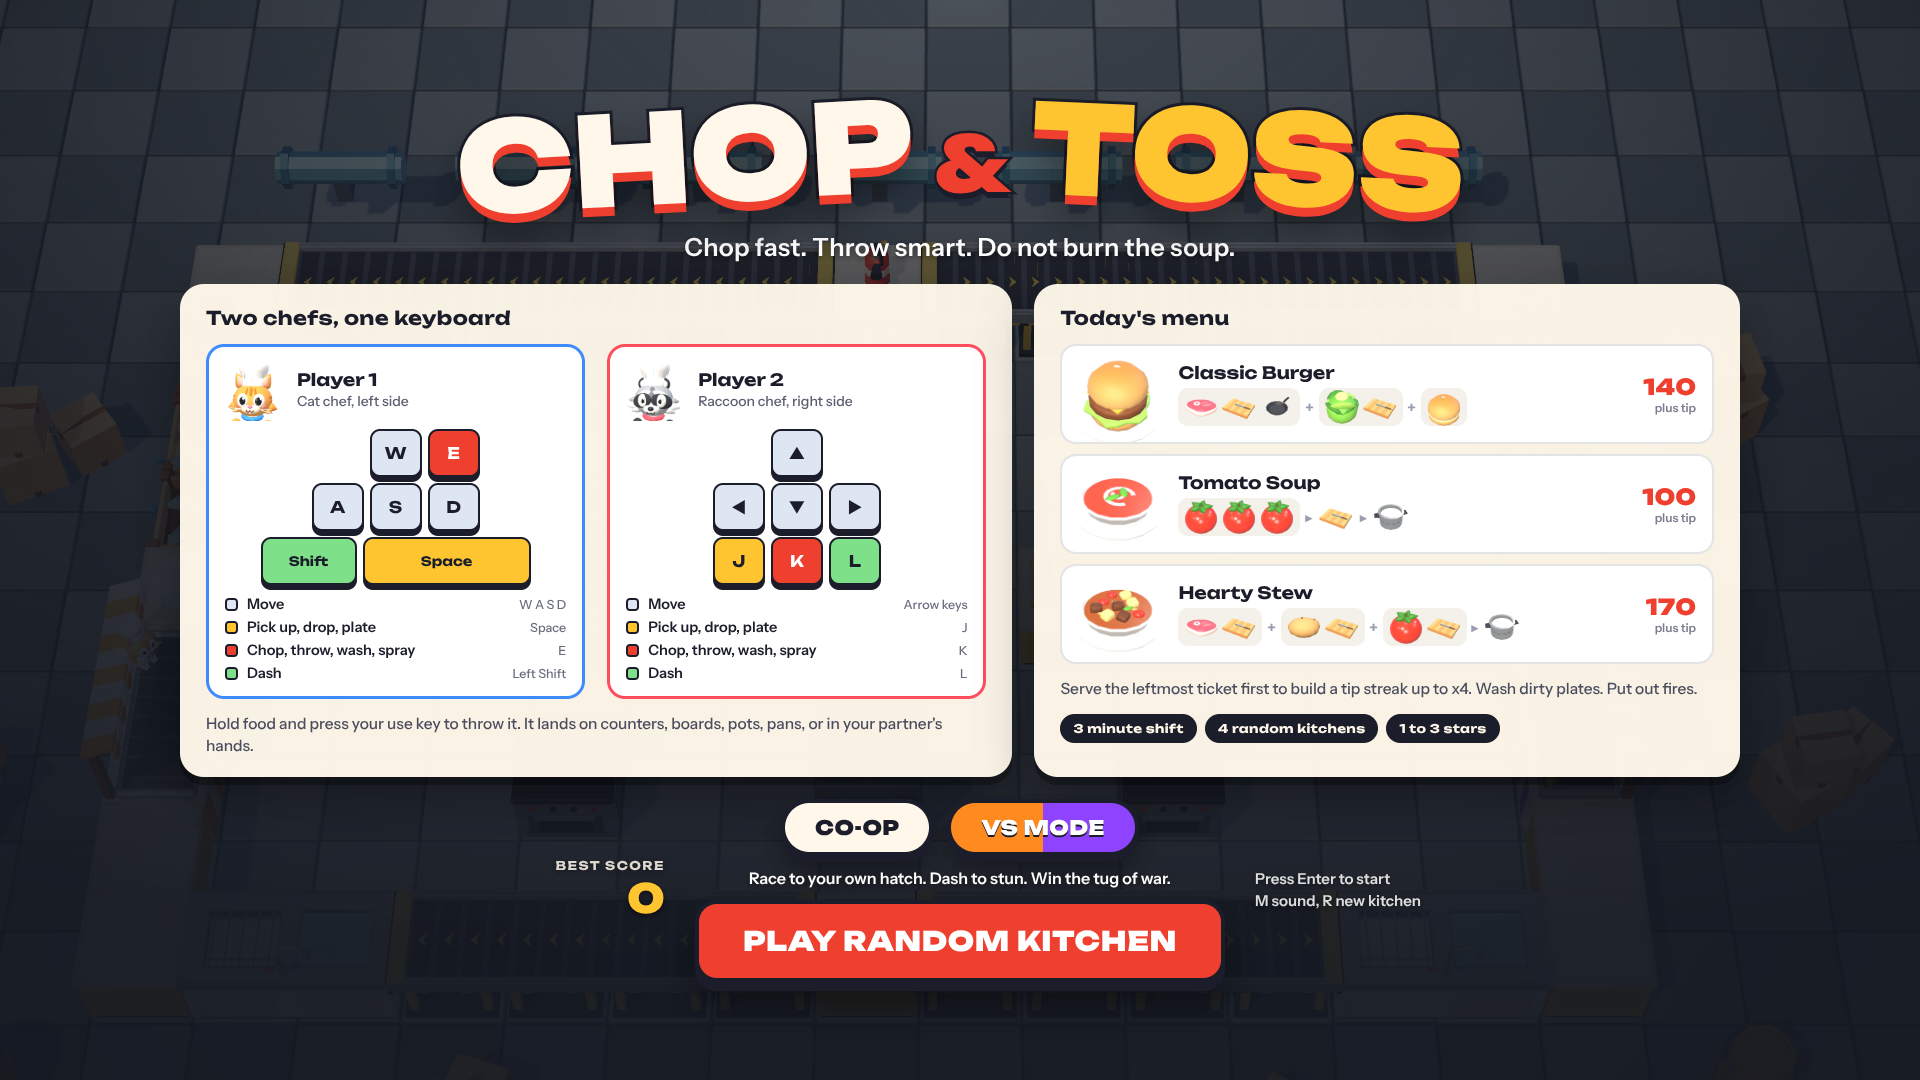 CHOP & TOSS
Chop fast. Throw smart. Do not burn the soup.
Two chefs, one keyboard
Player 1
Cat chef, left side
W E
A S D
Shift Space
Move W A S D
Pick up, drop, plate Space
Chop, throw, wash, spray E
Dash Left Shift
Player 2
Raccoon chef, right side
J K L
Move Arrow keys
Pick up, drop, plate J
Chop, throw, wash, spray K
Dash L
Hold food and press your use key to throw it. It lands on counters, boards, pots, pans, or in your partner's
hands.
Today's menu
Classic Burger
140
plus tip
Tomato Soup
100
plus tip
Hearty Stew
170
plus tip
Serve the leftmost ticket first to build a tip streak up to x4. Wash dirty plates. Put out fires.
3 minute shift 4 random kitchens 1 to 3 stars
CO-OP VS MODE
BEST SCORE
0
Race to your own hatch. Dash to stun. Win the tug of war.
PLAY RANDOM KITCHEN
Press Enter to start
M sound, R new kitchen